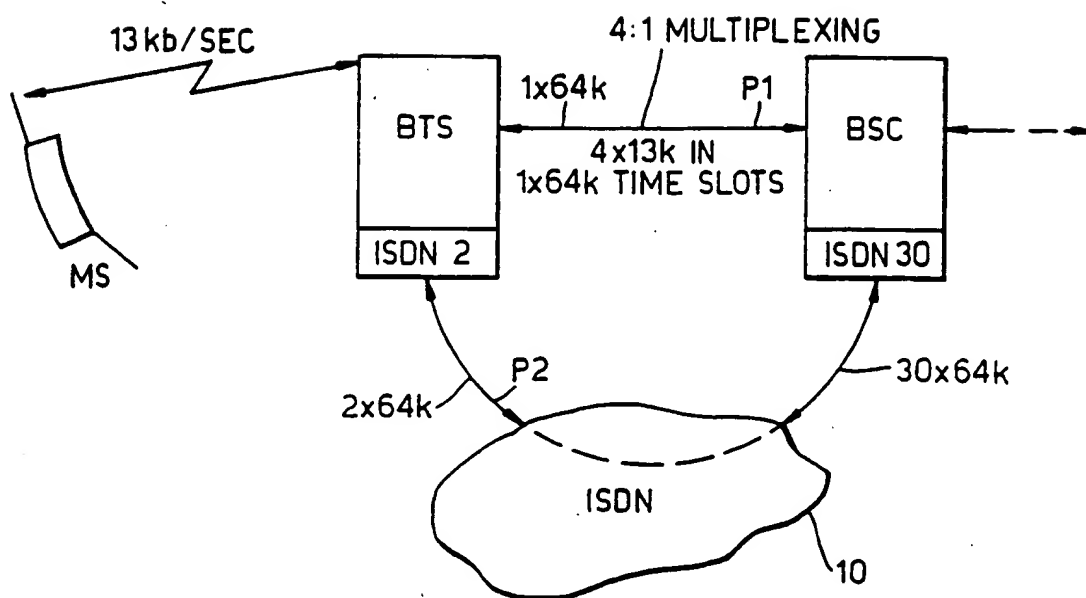 13kb/SEC
4:1 MULTIPLEXING
1x64k
P1
BTS
BSC
4x13k IN
1x64k TIME SLOTS
ISDN 2
ISDN 30
MS
P2
2x64k
30x64k
ISDN
10